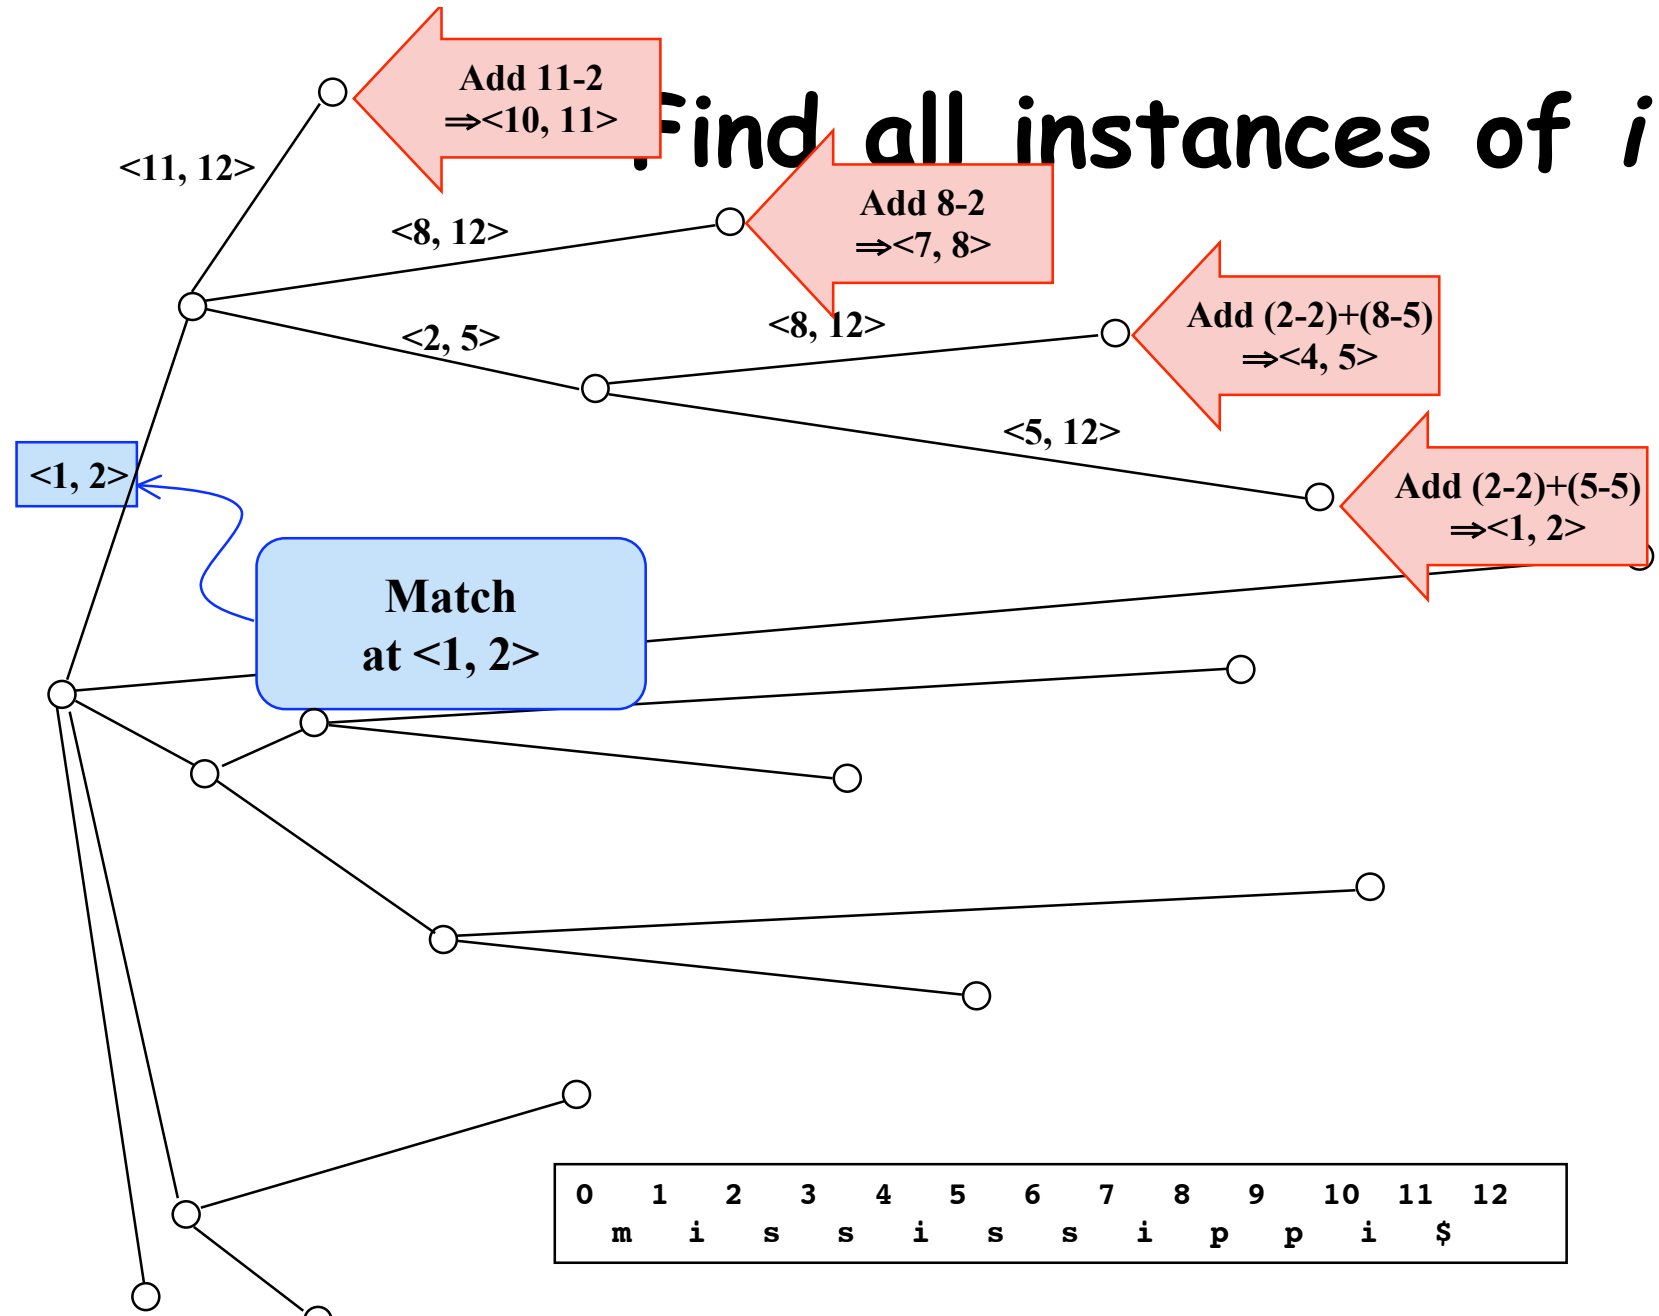 Add 11-2
⇒<10, 11>
Find all instances of i
<11, 12>
Add 8-2
⇒<7, 8>
<8, 12>
Add (2-2)+(8-5)
⇒<4, 5>
<8, 12>
<2, 5>
<5, 12>
<1, 2>
Add (2-2)+(5-5)
⇒<1, 2>
Match
at <1, 2>
0 1 2 3 4 5 6 7 8 9 10 11 12
m i s s i s s i p p i $